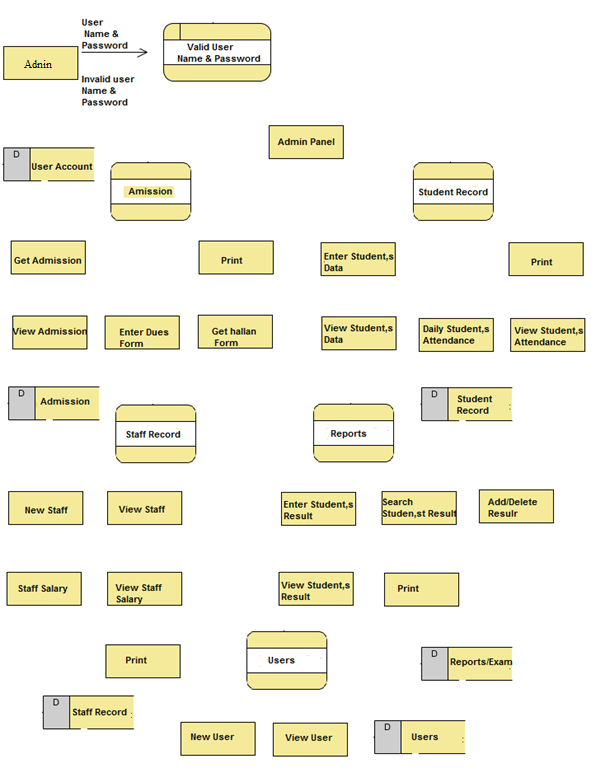 User
Name &
Password
Adnin
Valid User
Name & Password
Invalid user
Name &
Password
Admin Panel
D
User Account
Amission
Student Record
Get Admission
Print
Enter Student,s
Data
Print
View Admission
Enter Dues
Form
Get hallan
Form
View Student,s
Data
Daily Student,s
Attendance
View Student,s
Attendance
D
Admission
Staff Record
Reports
D
Student
Record
New Staff
View Staff
Enter Student,s
Result
Search
Studen,st Result
Add/Delete
Resulr
Staff Salary
View Staff
Salary
View Student,s
Result
Print
Print
Users
D
Reports/Exam
D
Staff Record
New User
View User
D
Users